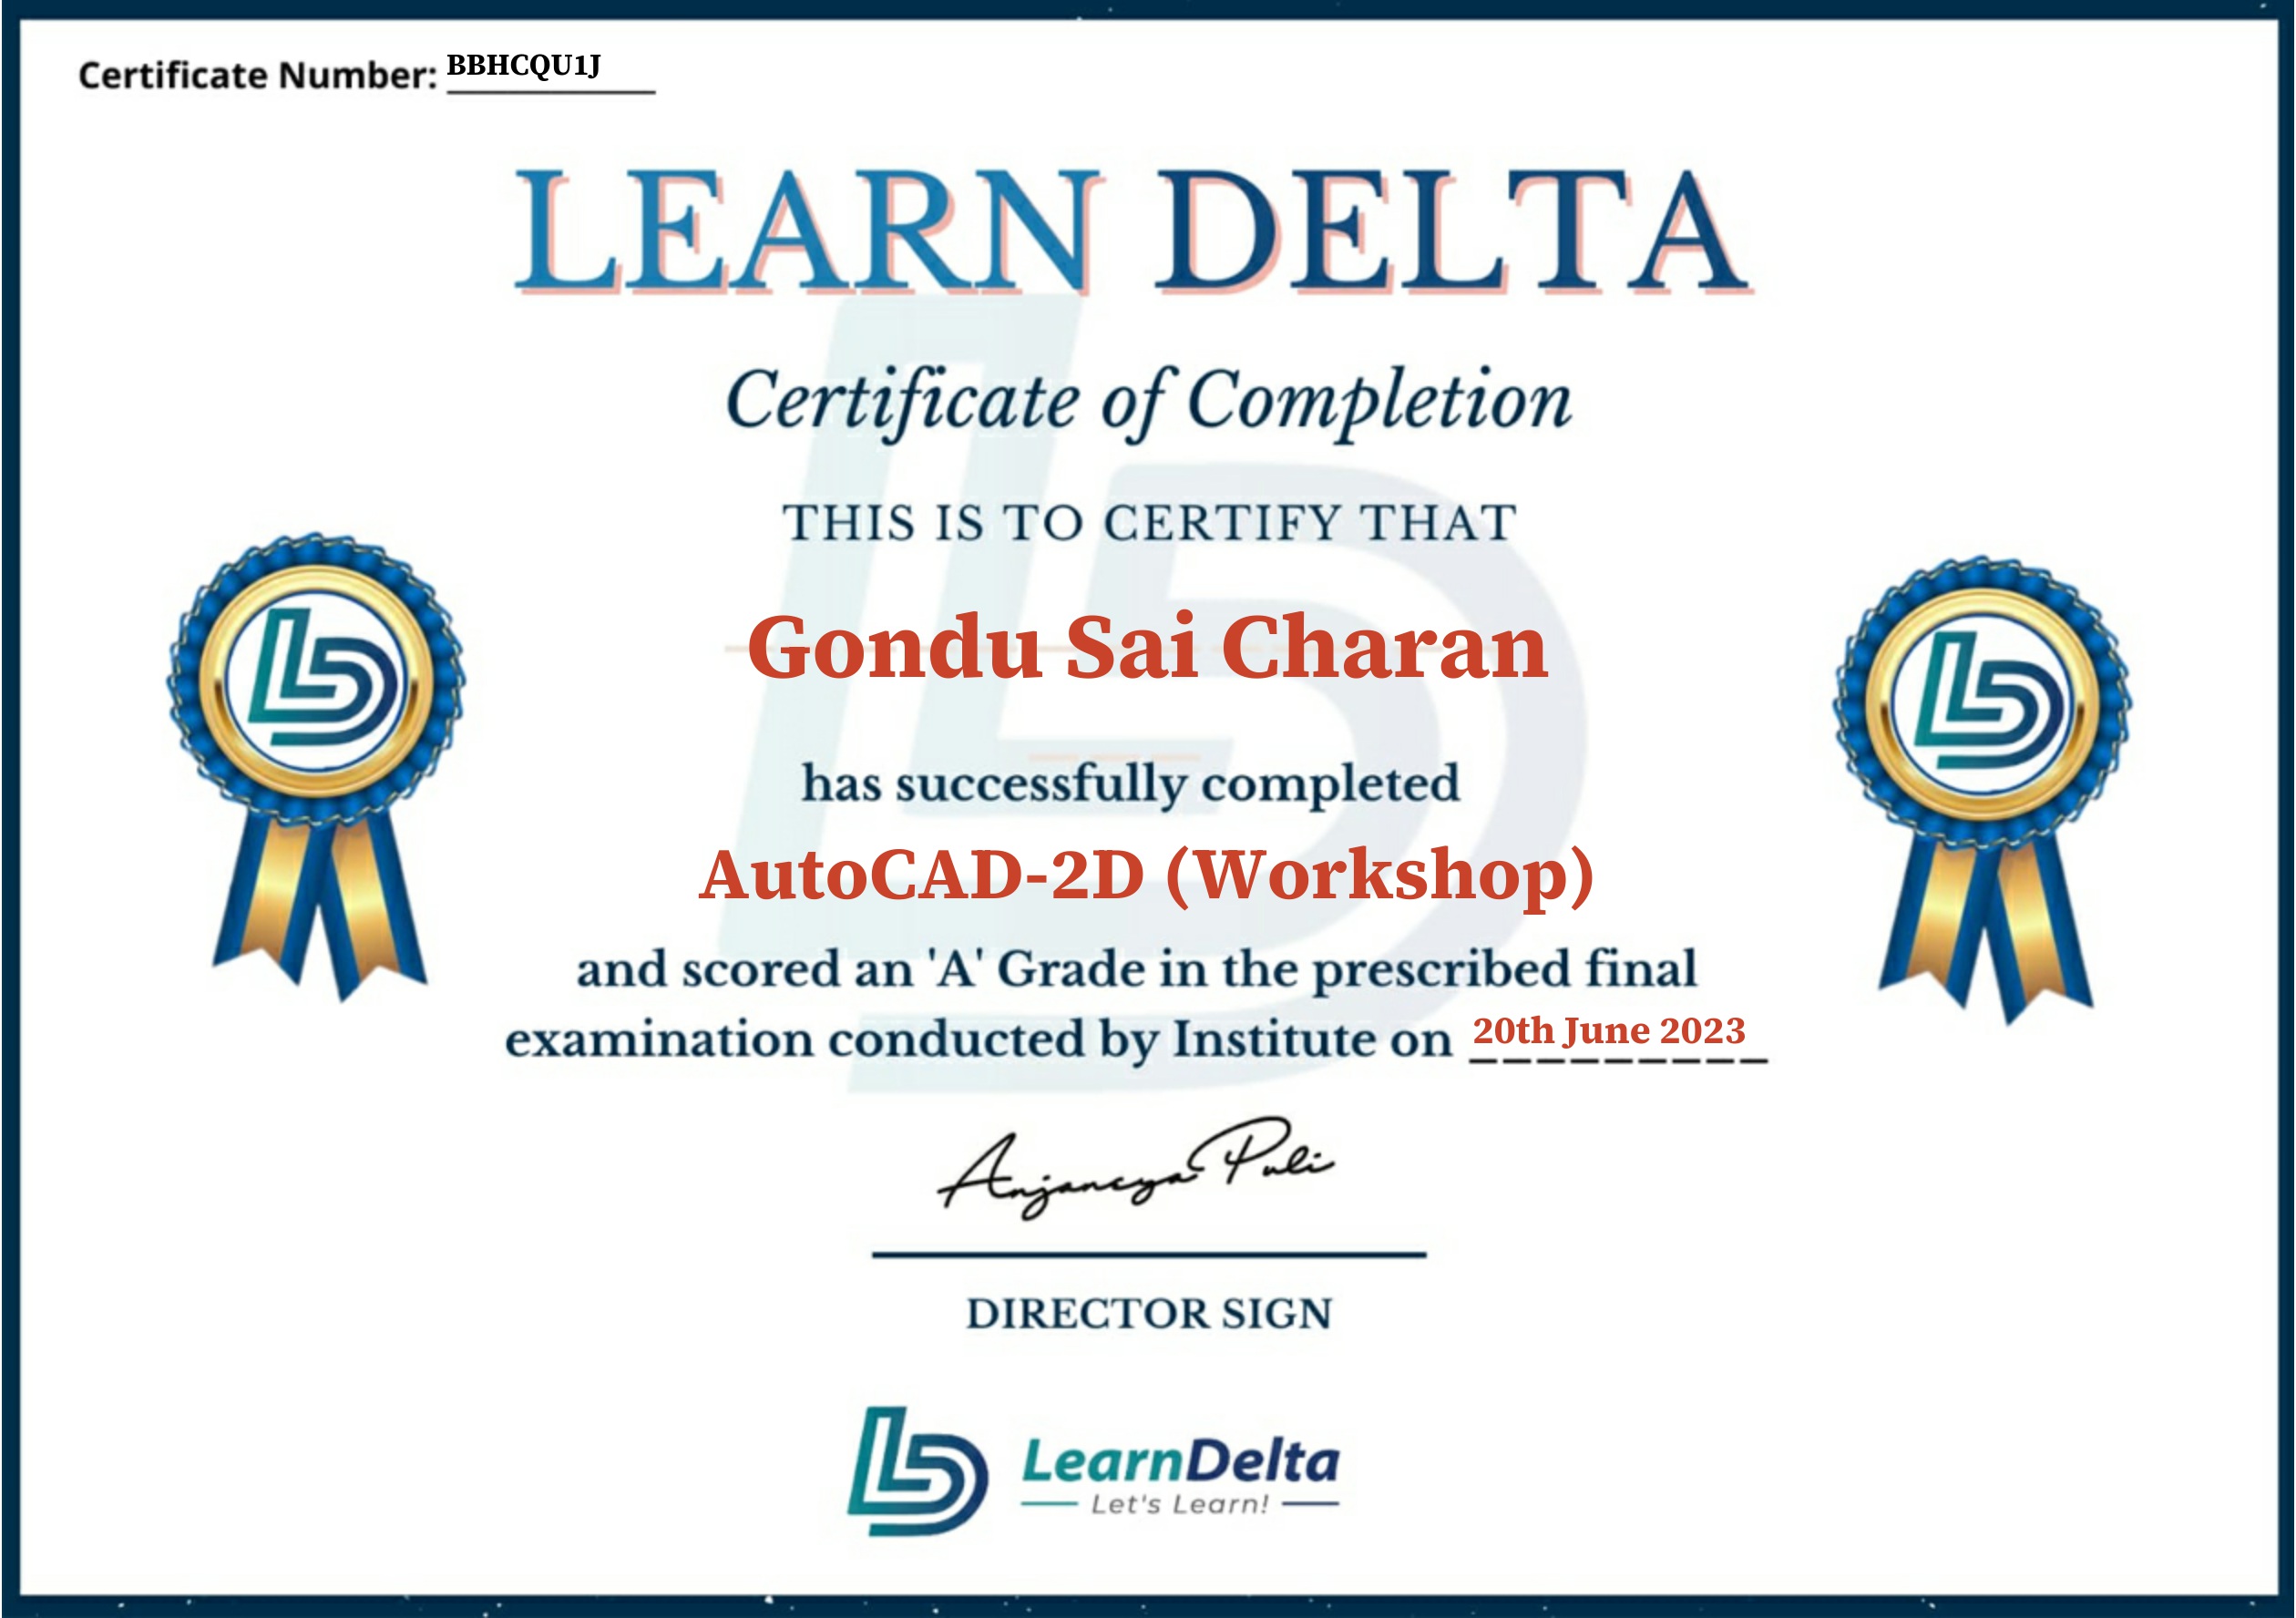 Certificate Number: BBHCQU1J
LEARN DELTA
Certificate of Completion
THIS IS TO CERTIFY THAT
Gondu Sai Charan
has successfully completed
AutoCAD-2D (Workshop)
and scored an 'A' Grade in the prescribed final
examination conducted by Institute on 20th June 2023
Anjaneya Puli
DIRECTOR SIGN
LearnDelta
Let's Learn!